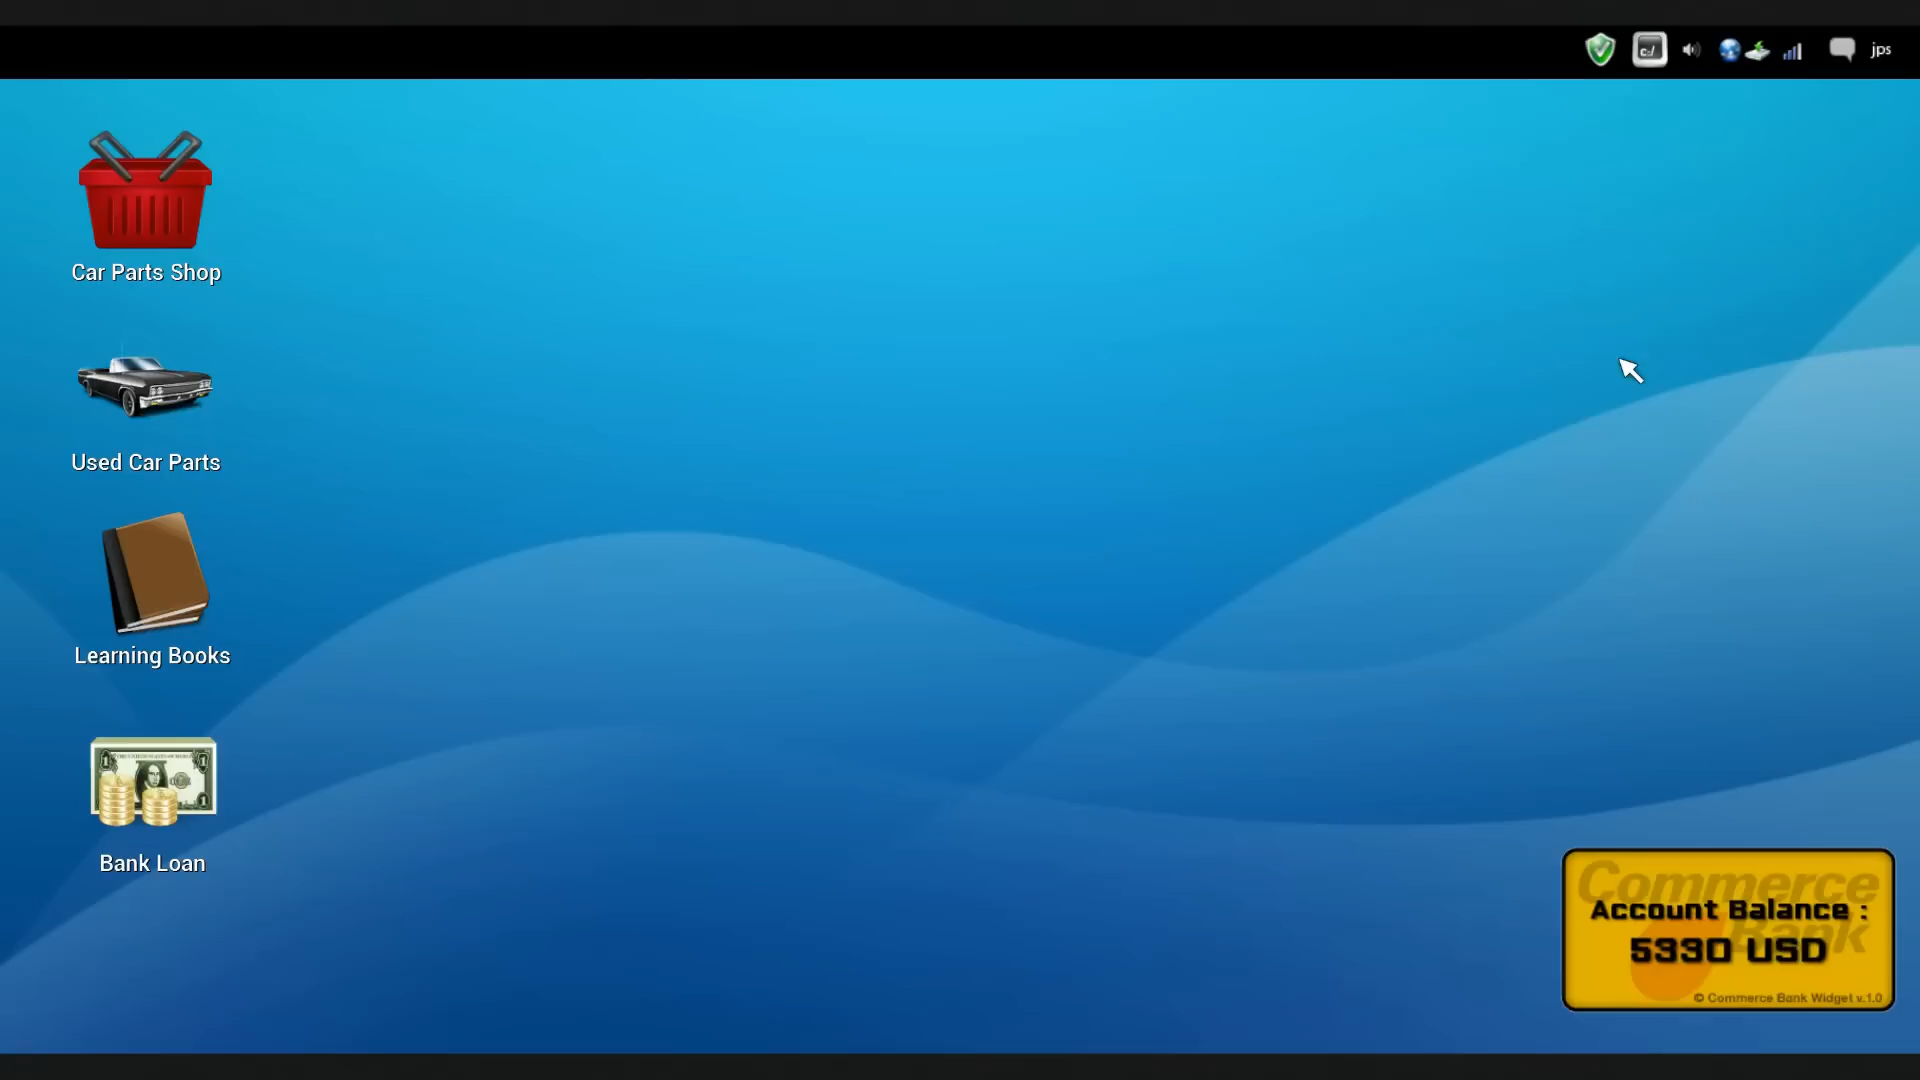 c:/
jps
Car Parts Shop
Used Car Parts
Learning Books
Bank Loan
Commerce
Bank
Account Balance :
5330 USD
© Commerce Bank Widget v.1.0